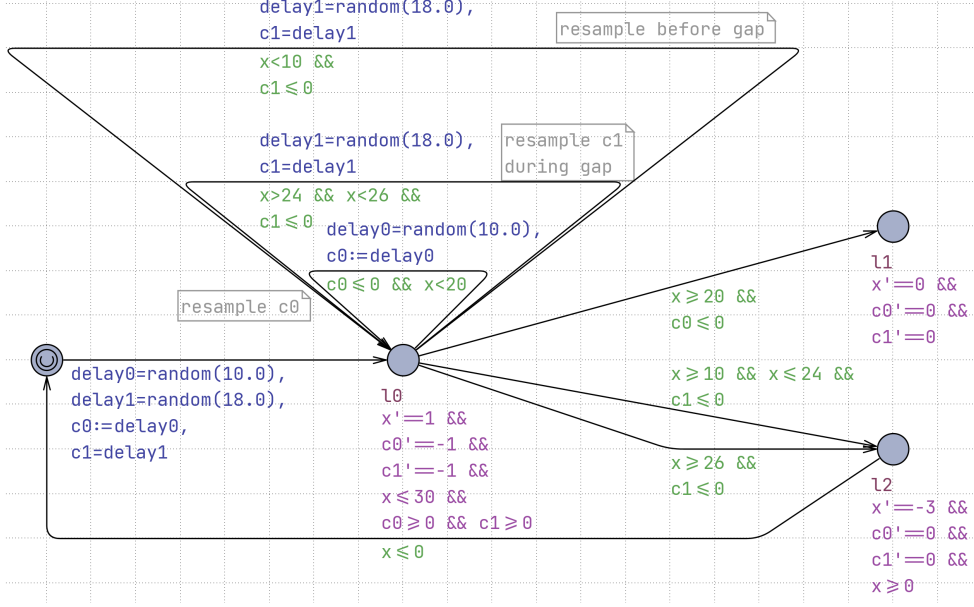 delay1=random(18.0),
c1=delay1
resample before gap
x<10 &&
c1≤0
delay1=random(18.0),
c1=delay1
resample c1
during gap
x>24 && x<26 &&
c1≤0
delay0=random(10.0),
c0:=delay0
c0≤0 && x<20
resample c0
l1
x'==0 &&
c0'==0 &&
c1'==0
x≥20 &&
c0≤0
delay0=random(10.0),
delay1=random(18.0),
c0:=delay0,
c1=delay1
l0
x'==1 &&
c0'==-1 &&
c1'==-1 &&
x≤30 &&
c0≥0 && c1≥0
x≥10 && x≤24 &&
c1≤0
x≥26 &&
c1≤0
l2
x'==-3 &&
c0'==0 &&
c1'==0 &&
x≥0
x≤0